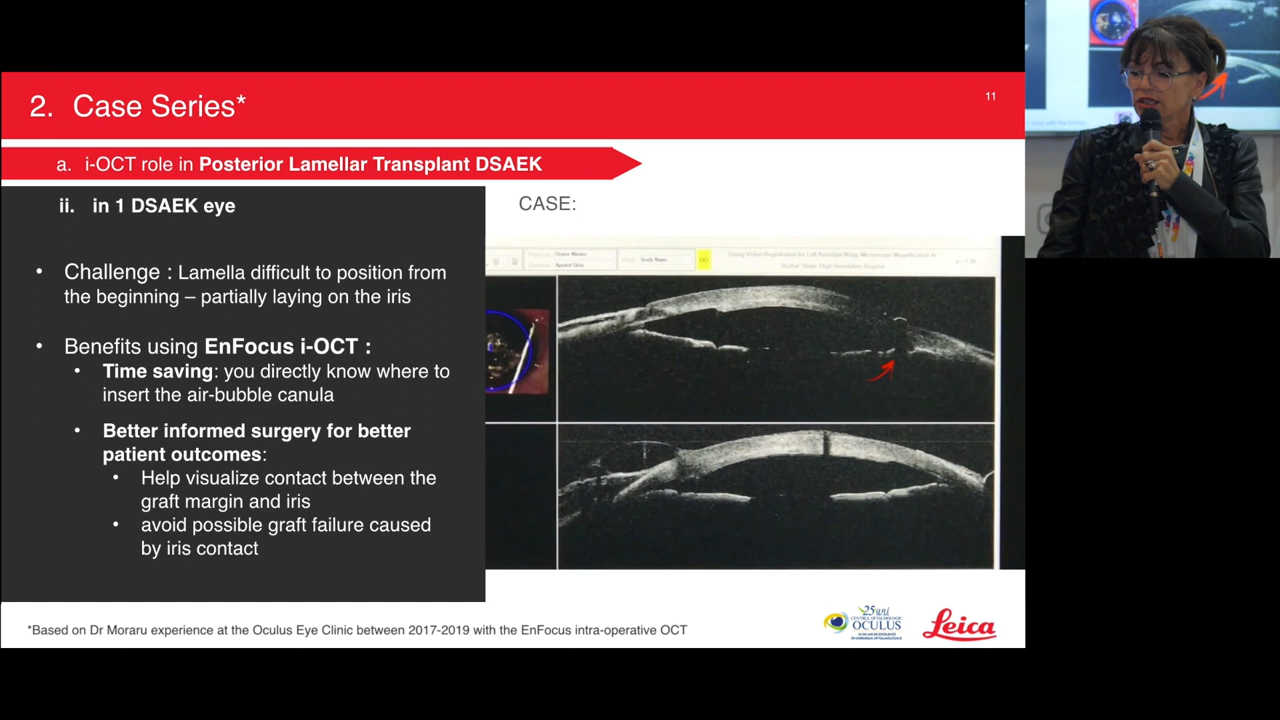 2. Case Series*
11
a. i-OCT role in Posterior Lamellar Transplant DSAEK
ii. in 1 DSAEK eye
CASE:
• Challenge : Lamella difficult to position from
the beginning – partially laying on the iris
• Benefits using EnFocus i-OCT :
• Time saving: you directly know where to
insert the air-bubble canula
• Better informed surgery for better
patient outcomes:
• Help visualize contact between the
graft margin and iris
• avoid possible graft failure caused
by iris contact
*Based on Dr Moraru experience at the Oculus Eye Clinic between 2017-2019 with the EnFocus intra-operative OCT
25 ani
OCULUS
Leica